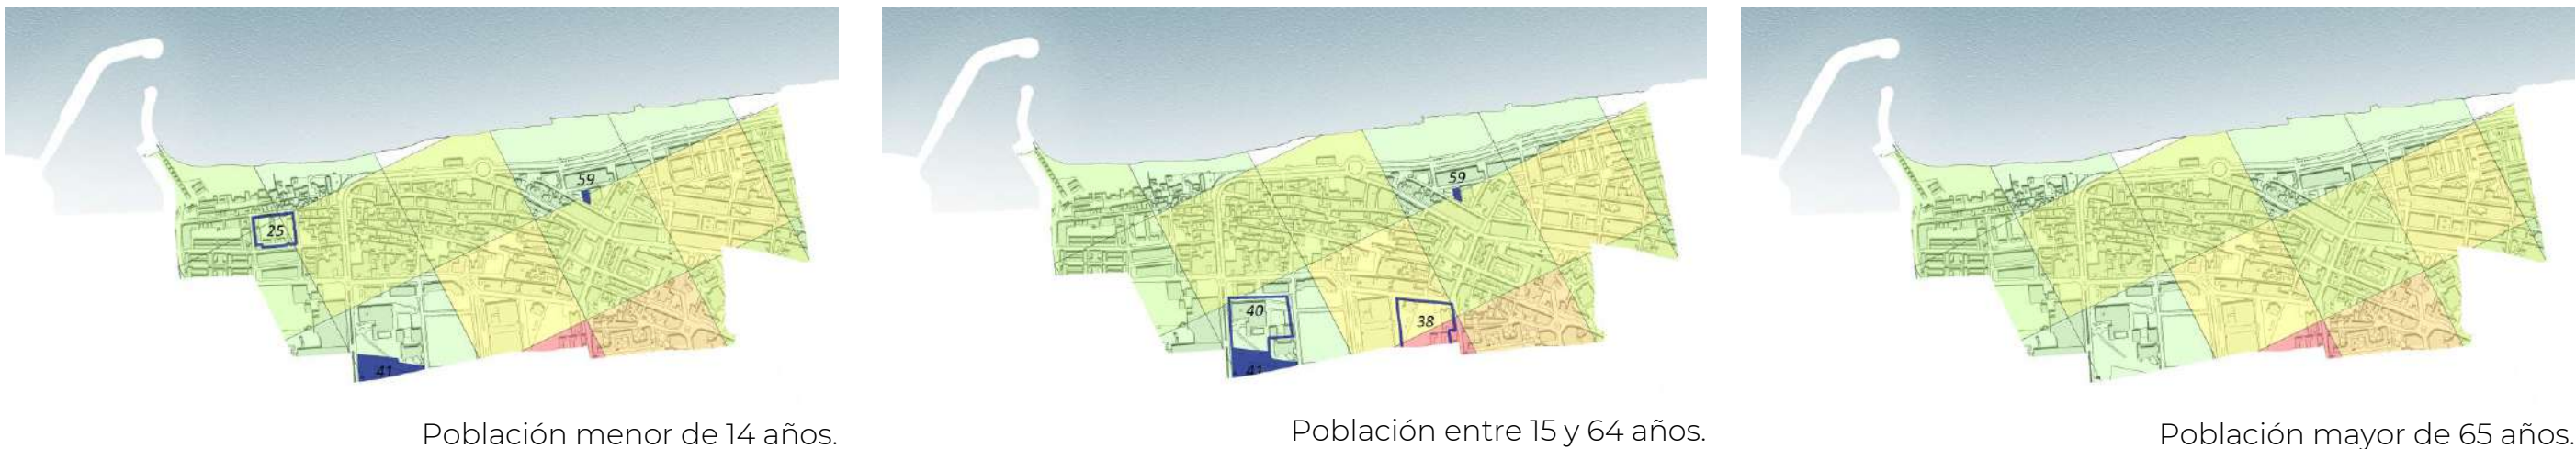 59
25
41
Población menor de 14 años.
59
40
38
41
Población entre 15 y 64 años.
Población mayor de 65 años.